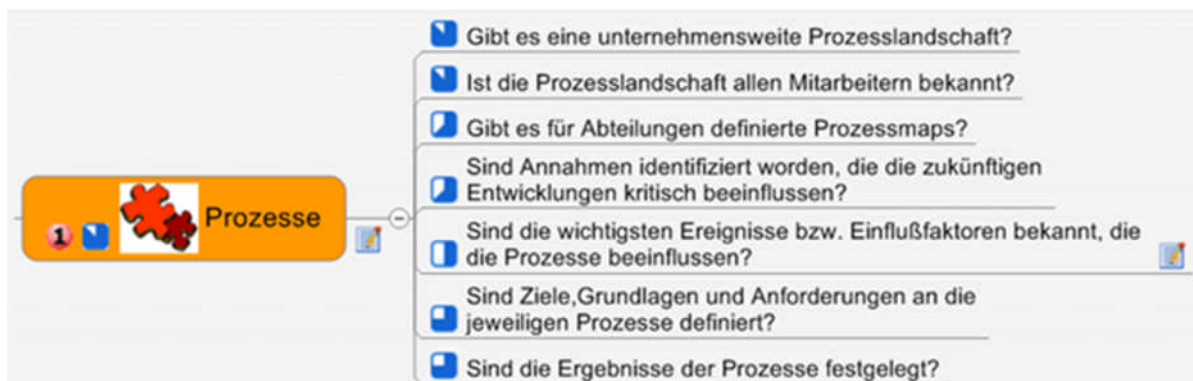 Gibt es eine unternehmensweite Prozesslandschaft?
Ist die Prozesslandschaft allen Mitarbeitern bekannt?
Gibt es für Abteilungen definierte Prozessmaps?
Sind Annahmen identifiziert worden, die die zukünftigen
Entwicklungen kritisch beeinflussen?
1 Prozesse
Sind die wichtigsten Ereignisse bzw. Einflußfaktoren bekannt, die
die Prozesse beeinflussen?
Sind Ziele,Grundlagen und Anforderungen an die
jeweiligen Prozesse definiert?
Sind die Ergebnisse der Prozesse festgelegt?